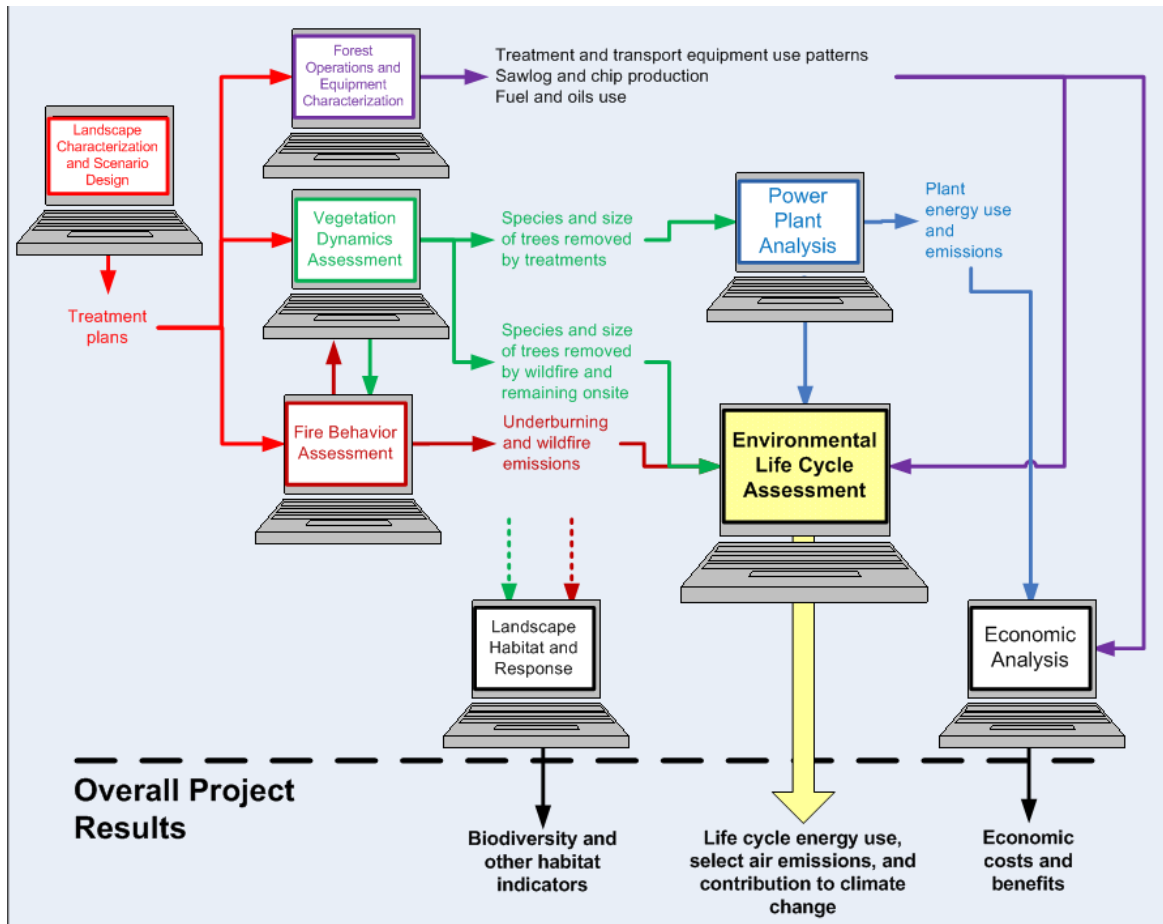 Forest
Operations and
Equipment
Characterization
Treatment and transport equipment use patterns
Sawlog and chip production
Fuel and oils use
Landscape
Characterization
and Scenario
Design
Vegetation
Dynamics
Assessment
Species and size
of trees removed
by treatments
Power
Plant
Analysis
Plant
energy use
and
emissions
Treatment
plans
Species and size
of trees removed
by wildfire and
remaining onsite
Fire Behavior
Assessment
Underburning
and wildfire
emissions
Environmental
Life Cycle
Assessment
Landscape
Habitat and
Response
Economic
Analysis
Overall Project
Results
Biodiversity and
other habitat
indicators
Life cycle energy use,
select air emissions, and
contribution to climate
change
Economic
costs and
benefits